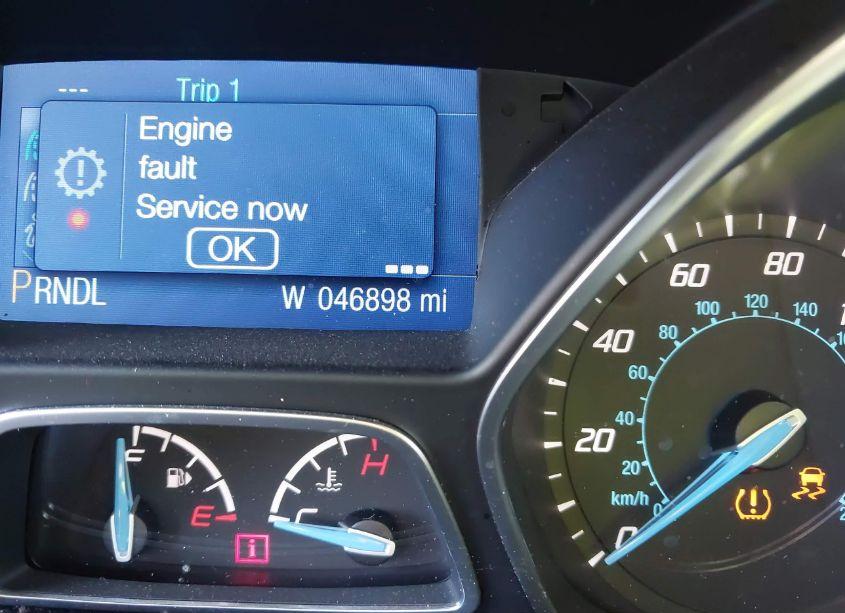 ---
Trip 1
Engine
fault
Service now
OK
PRNDL
W 046898 mi
F
E
i
C
H
0
20
40
60
80
km/h
0
20
40
60
80
100
120
140